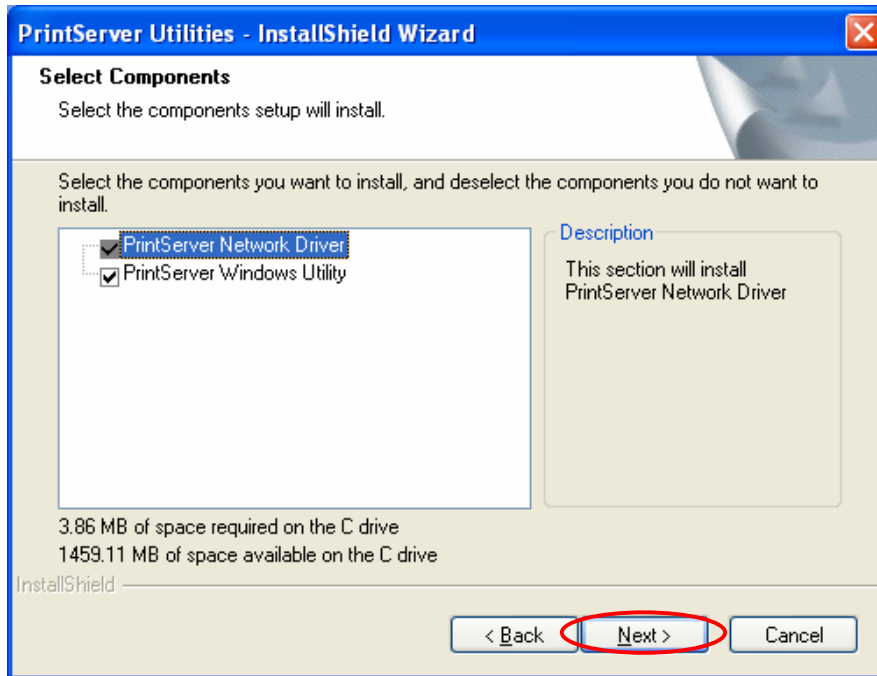 PrintServer Utilities - InstallShield Wizard
Select Components
Select the components setup will install.
Select the components you want to install, and deselect the components you do not want to
install.
PrintServer Network Driver
PrintServer Windows Utility
Description
This section will install
PrintServer Network Driver
3.86 MB of space required on the C drive
1459.11 MB of space available on the C drive
InstallShield
< Back
Next >
Cancel